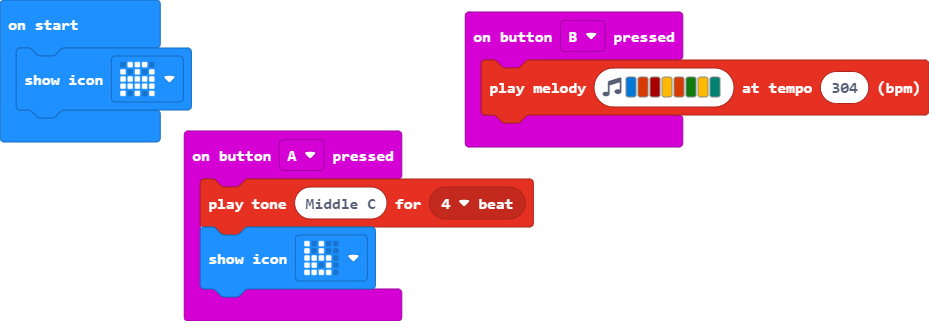 on start
show icon
on button A pressed
play tone Middle C for 4 beat
show icon
on button B pressed
play melody at tempo 304 (bpm)